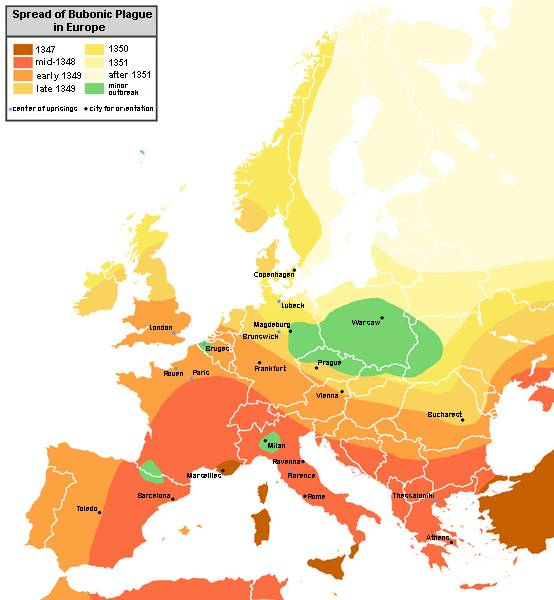 Spread of Bubonic Plague
in Europe
1347
mid-1348
early 1349
late 1349
1350
1351
after 1351
minor
outbreak
center of uprisings
city for orientation
Copenhagen
Lübeck
London
Magdeburg
Brunswick
Warsaw
Bruges
Rouen
Paris
Frankfurt
Prague
Vienna
Bucharest
Milan
Marseilles
Ravenna
Florence
Barcelona
Toledo
Rome
Thessaloniki
Athens